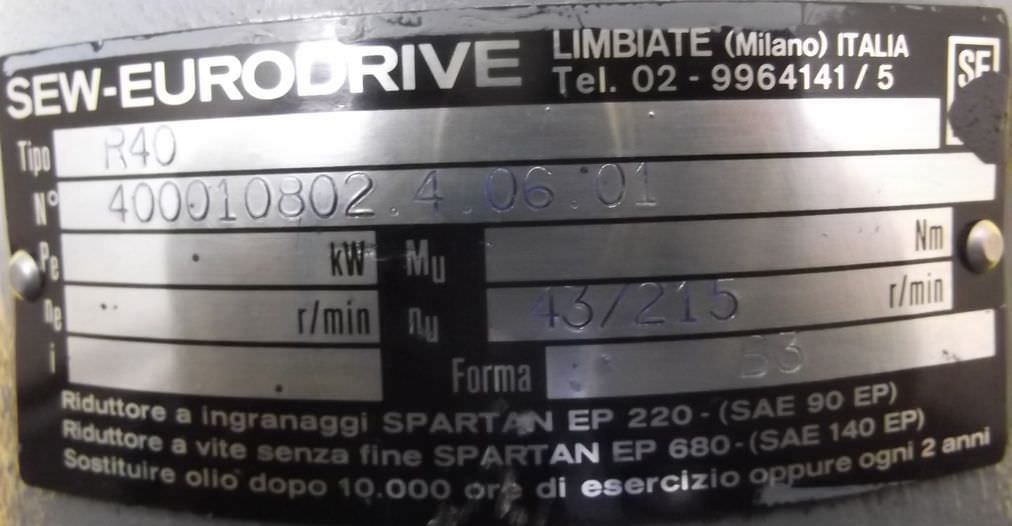 SEW-EURODRIVE
LIMBIATE (Milano) ITALIA
Tel. 02 - 9964141 / 5
SE
Tipo R40
N° 400010802.4.06.01
Pe kW Mu Nm
ne r/min nu 43/215 r/min
i Forma B3
Riduttore a ingranaggi SPARTAN EP 220 - (SAE 90 EP)
Riduttore a vite senza fine SPARTAN EP 680 - (SAE 140 EP)
Sostituire olio dopo 10.000 ore di esercizio oppure ogni 2 anni